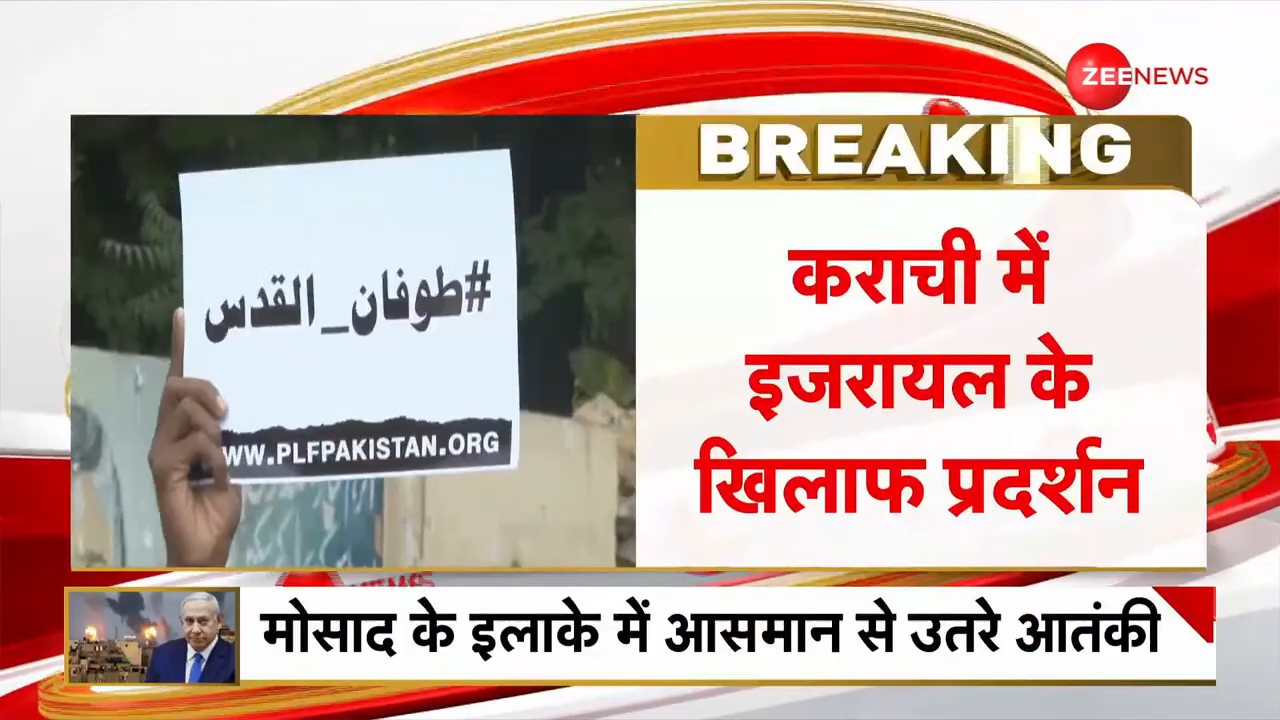 ZEENEWS
BREAKING
#طوفان_القدس
WWW.PLFPAKISTAN.ORG
कराची में
इजरायल के
खिलाफ प्रदर्शन
मोसाद के इलाके में आसमान से उतरे आतंकी